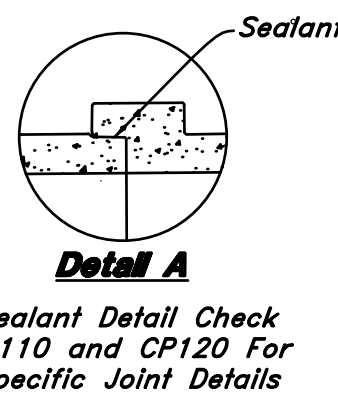 Sealant
Detail A
ealant Detail Check
110 and CP120 For
pecific Joint Details